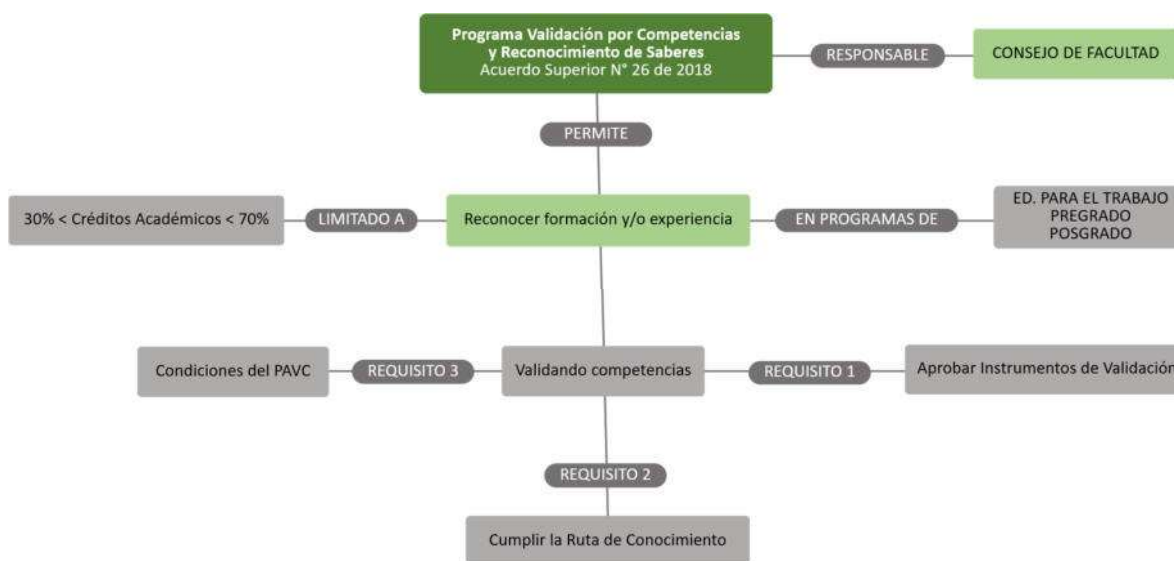 Programa Validación por Competencias
y Reconocimiento de Saberes
Acuerdo Superior N° 26 de 2018
RESPONSABLE
CONSEJO DE FACULTAD
PERMITE
30% < Créditos Académicos < 70%
LIMITADO A
Reconocer formación y/o experiencia
EN PROGRAMAS DE
ED. PARA EL TRABAJO
PREGRADO
POSGRADO
Condiciones del PAVC
REQUISITO 3
Validando competencias
REQUISITO 1
Aprobar Instrumentos de Validación
REQUISITO 2
Cumplir la Ruta de Conocimiento